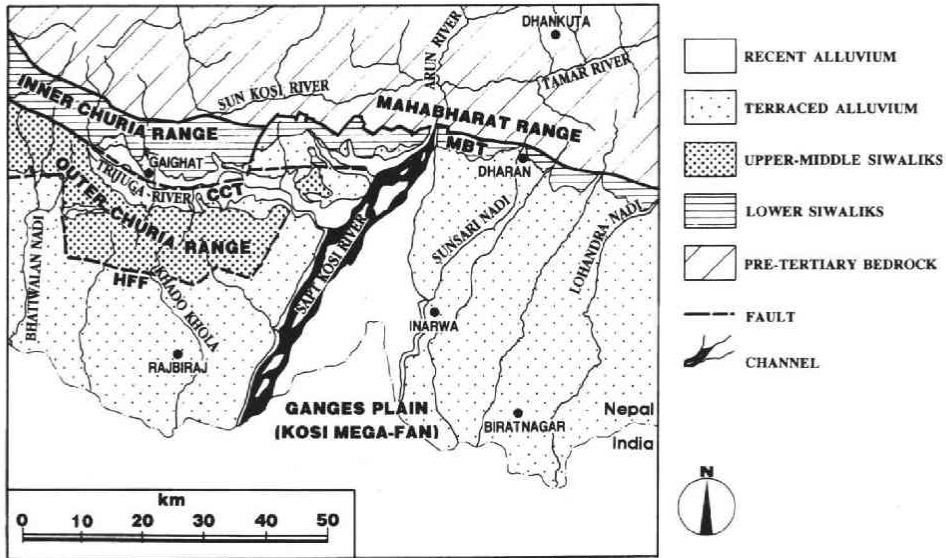 DHANKUTA
ARUN RIVER
TAMAR RIVER
SUN KOSI RIVER
MAHABHARAT RANGE
INNER CHURIA RANGE
MBT
GAIGHAT
DHARAN
TRIJUGA RIVER
CCT
OUTER CHURIA RANGE
BHATIWALAN NADI
HFF
KHADO KHOLA
SAPT KOSI RIVER
SUNSARI NADI
LOHANDRA NADI
INARWA
RAJBIRAJ
GANGES PLAIN
(KOSI MEGA-FAN)
BIRATNAGAR
Nepal
India
km
0 10 20 30 40 50
RECENT ALLUVIUM
TERRACED ALLUVIUM
UPPER-MIDDLE SIWALIKS
LOWER SIWALIKS
PRE-TERTIARY BEDROCK
FAULT
CHANNEL
N